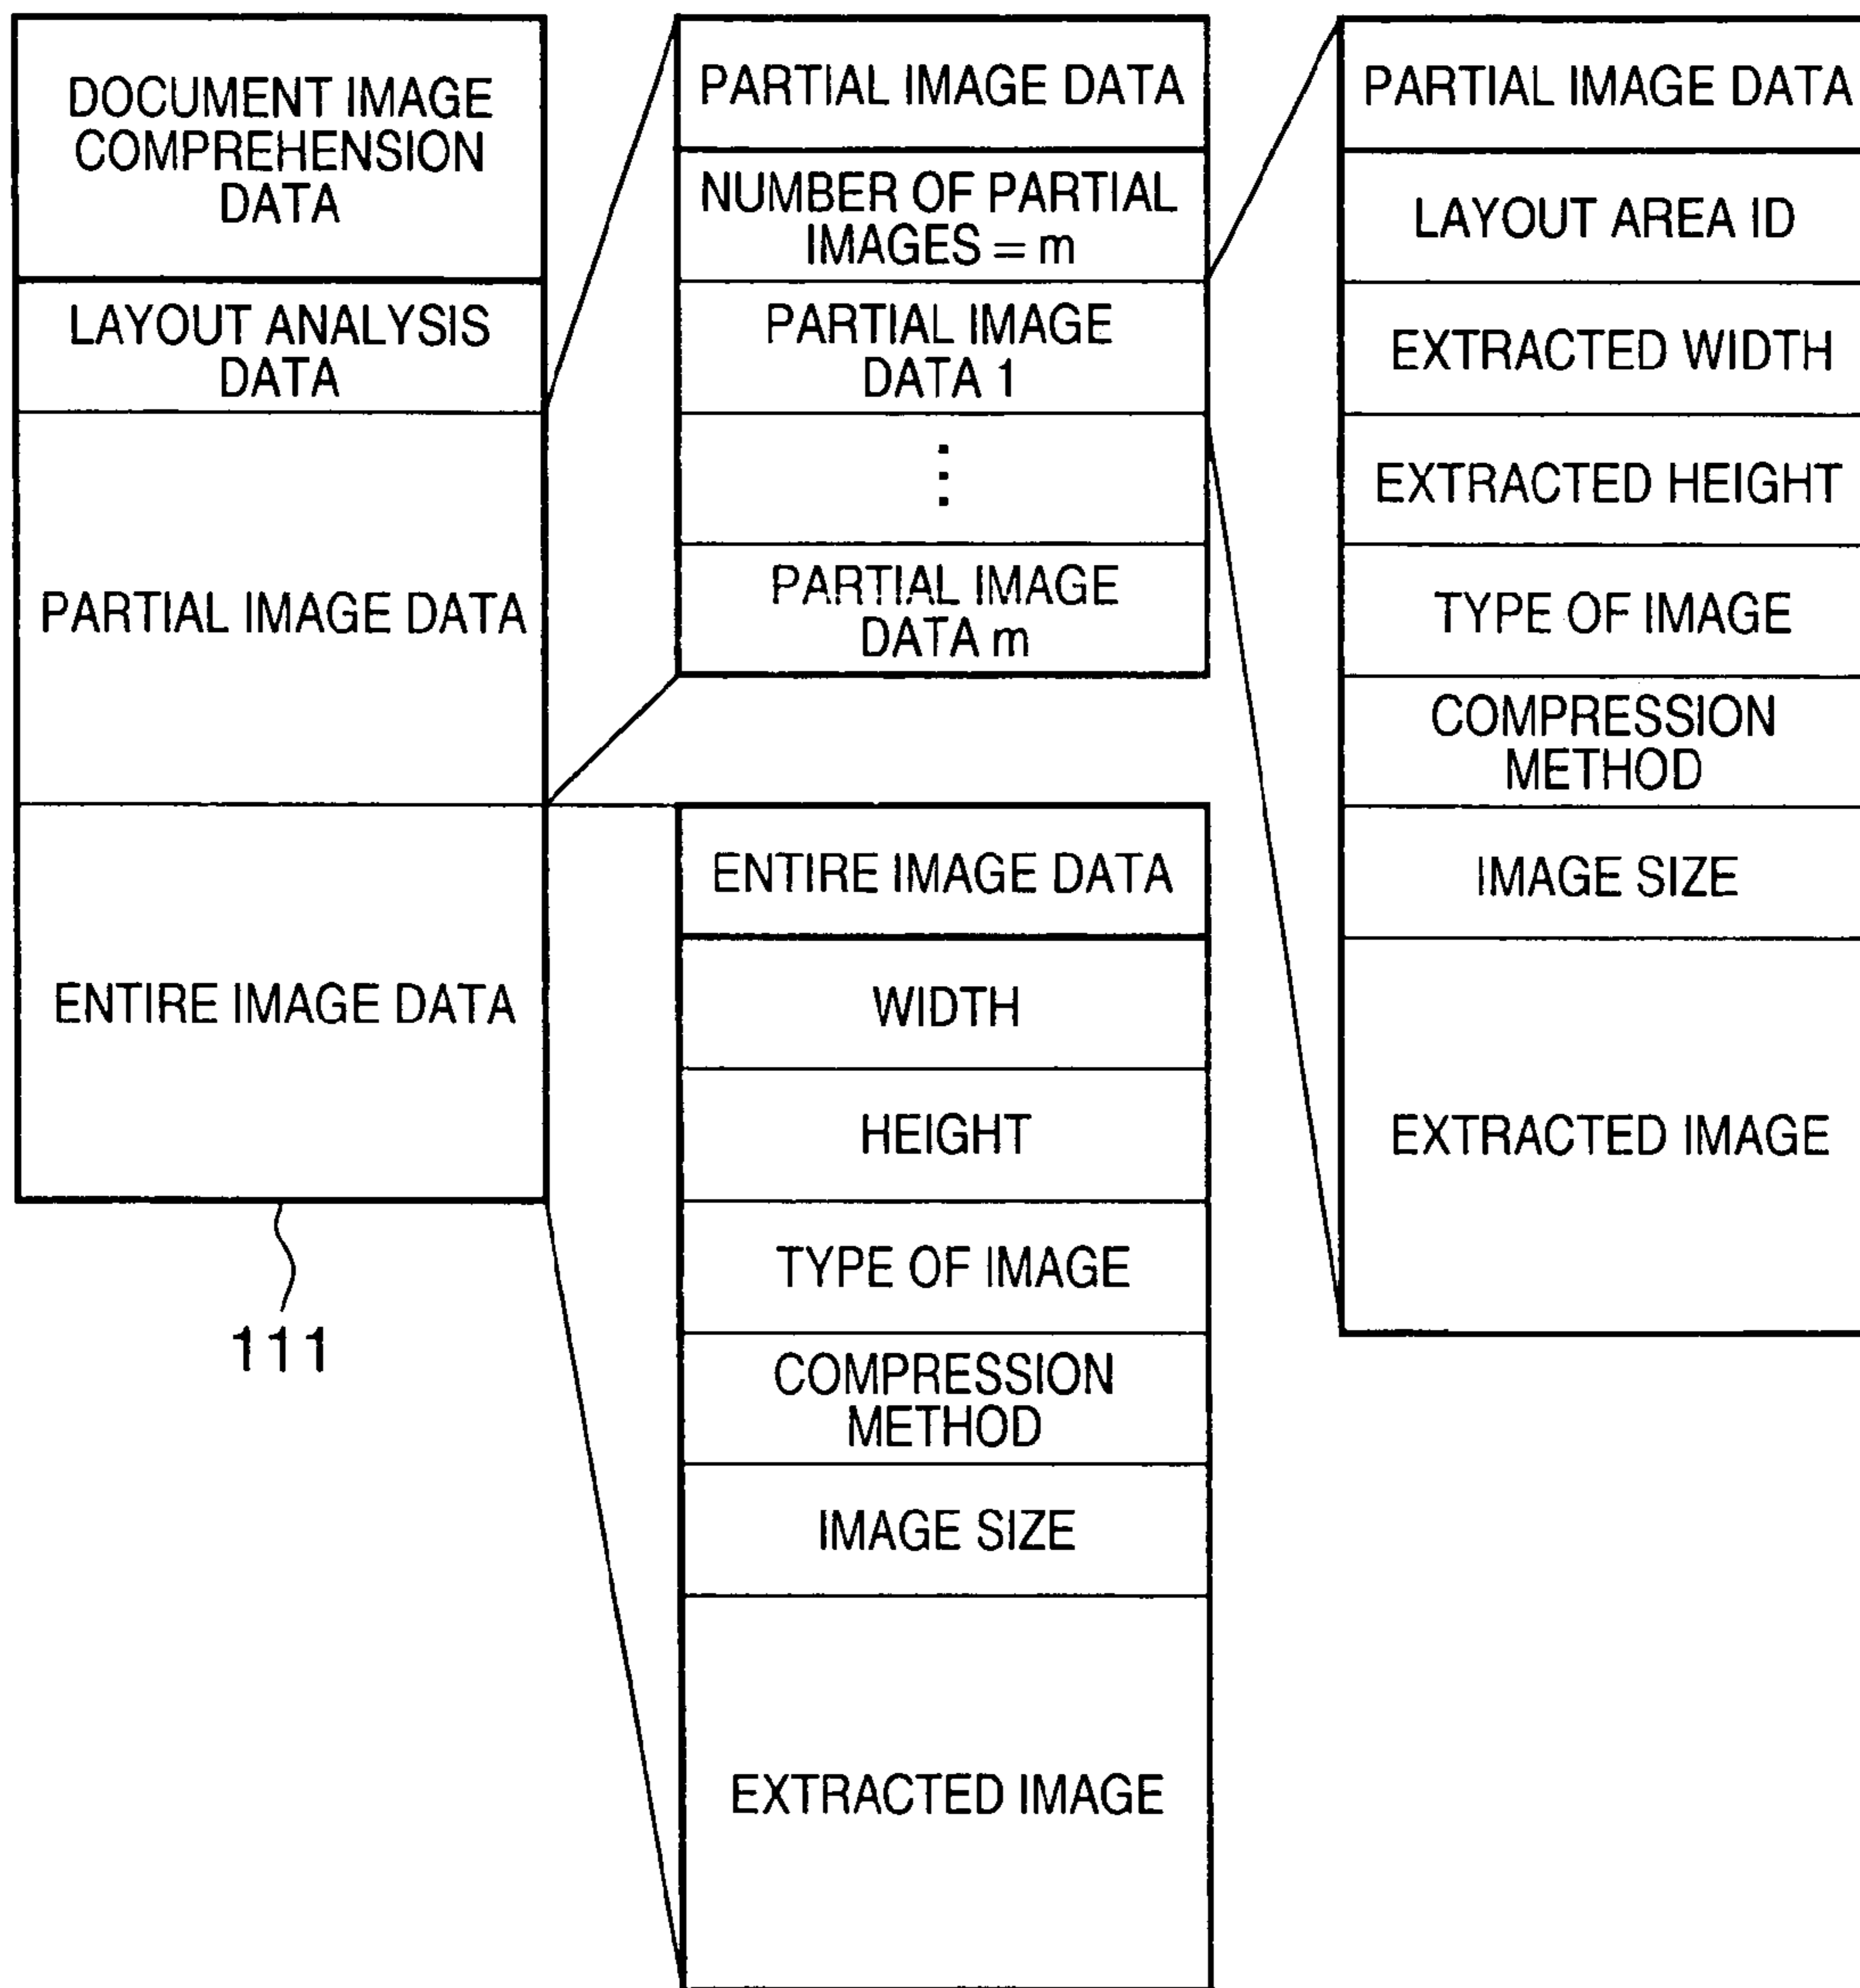 DOCUMENT IMAGE
COMPREHENSION
DATA
LAYOUT ANALYSIS
DATA
PARTIAL IMAGE DATA
ENTIRE IMAGE DATA
111
PARTIAL IMAGE DATA
NUMBER OF PARTIAL
IMAGES = m
PARTIAL IMAGE
DATA 1
⋮
PARTIAL IMAGE
DATA m
ENTIRE IMAGE DATA
WIDTH
HEIGHT
TYPE OF IMAGE
COMPRESSION
METHOD
IMAGE SIZE
EXTRACTED IMAGE
PARTIAL IMAGE DATA
LAYOUT AREA ID
EXTRACTED WIDTH
EXTRACTED HEIGHT
TYPE OF IMAGE
COMPRESSION
METHOD
IMAGE SIZE
EXTRACTED IMAGE